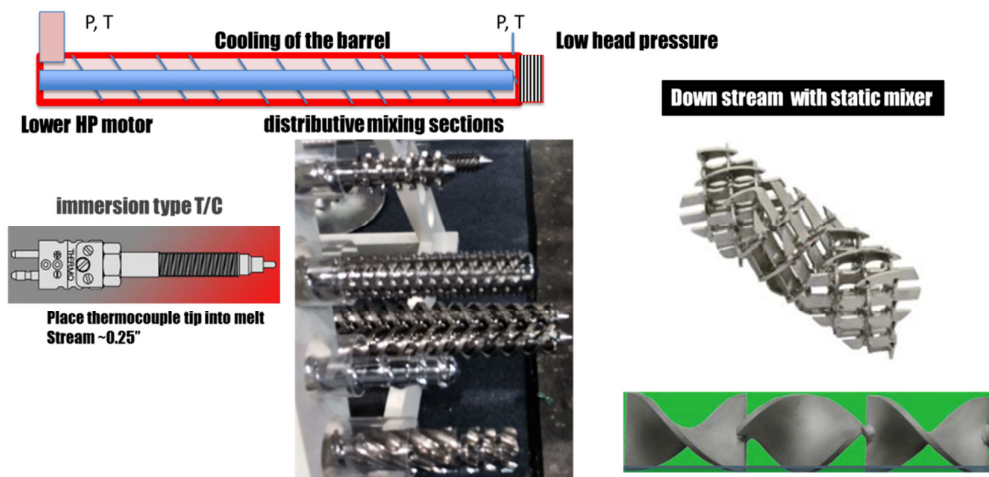 P, T
P, T
Cooling of the barrel
Low head pressure
Lower HP motor
distributive mixing sections
Down stream with static mixer
immersion type T/C
THERMO
Place thermocouple tip into melt
Stream ~0.25”